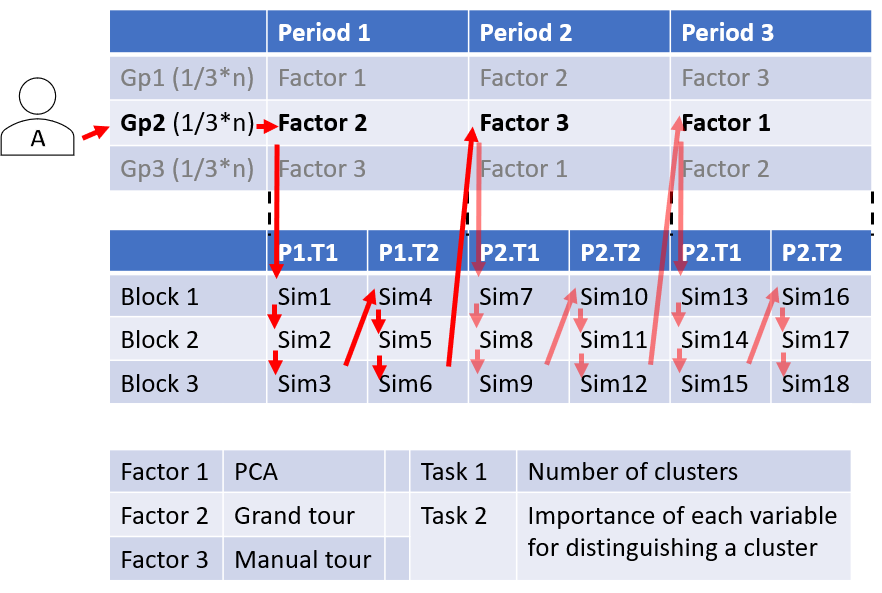 Period 1 Period 2 Period 3
Gp1 (1/3*n) Factor 1 Factor 2 Factor 3
A Gp2 (1/3*n) Factor 2 Factor 3 Factor 1
Gp3 (1/3*n) Factor 3 Factor 1 Factor 2
P1.T1 P1.T2 P2.T1 P2.T2 P2.T1 P2.T2
Block 1 Sim1 Sim4 Sim7 Sim10 Sim13 Sim16
Block 2 Sim2 Sim5 Sim8 Sim11 Sim14 Sim17
Block 3 Sim3 Sim6 Sim9 Sim12 Sim15 Sim18
Factor 1 PCA Task 1 Number of clusters
Factor 2 Grand tour Task 2 Importance of each variable
for distinguishing a cluster
Factor 3 Manual tour